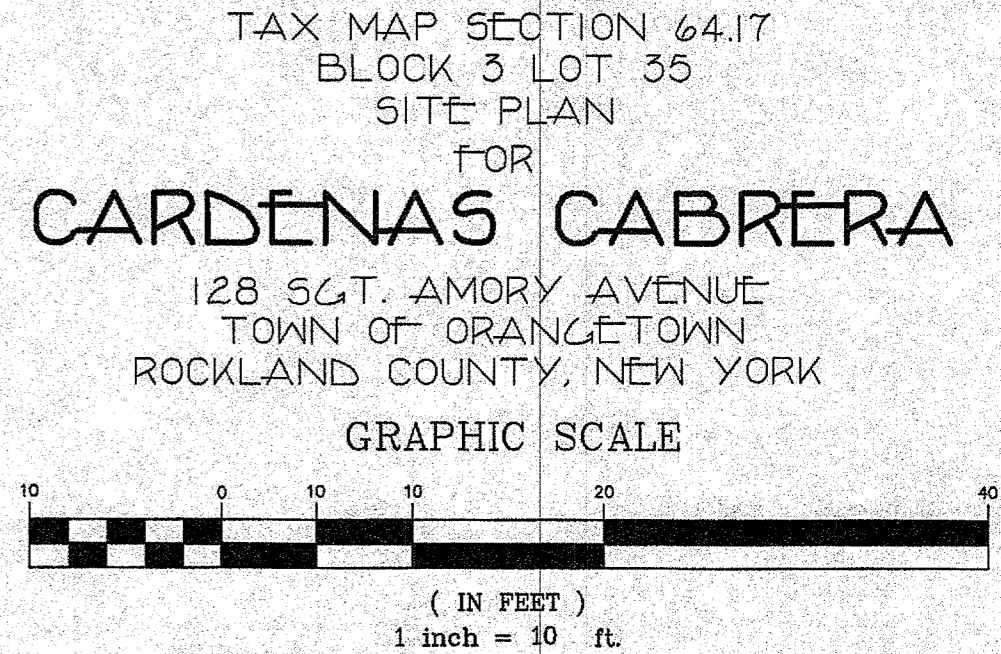 TAX MAP SECTION 64.17
BLOCK 3 LOT 35
SITE PLAN
FOR
CARDENAS CABRERA
128 SGT. AMORY AVENUE
TOWN OF ORANGETOWN
ROCKLAND COUNTY, NEW YORK
GRAPHIC SCALE
10 0 10 10 20 40
( IN FEET )
1 inch = 10 ft.